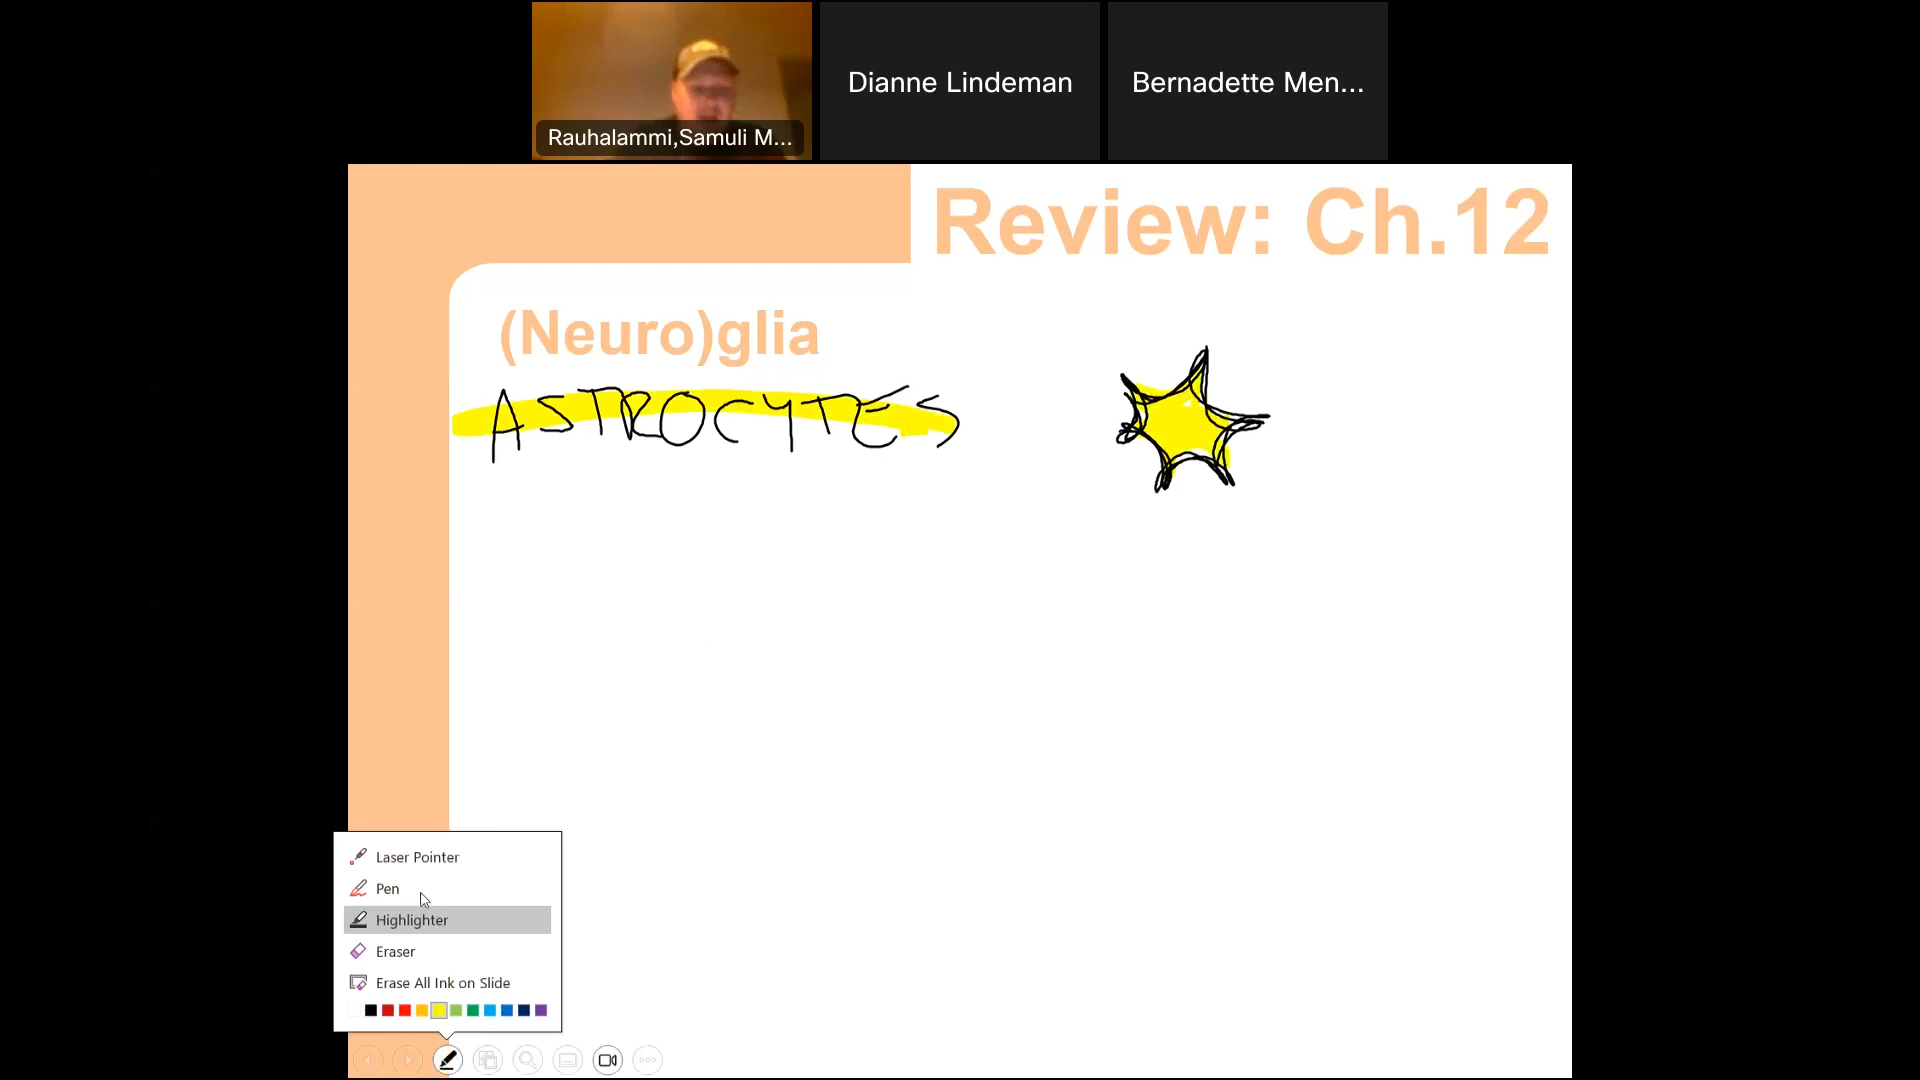 Dianne Lindeman
Bernadette Men...
Rauhalammi,Samuli M...
Review: Ch.12
(Neuro)glia
ASTROCYTES
Laser Pointer
Pen
Highlighter
Eraser
Erase All Ink on Slide